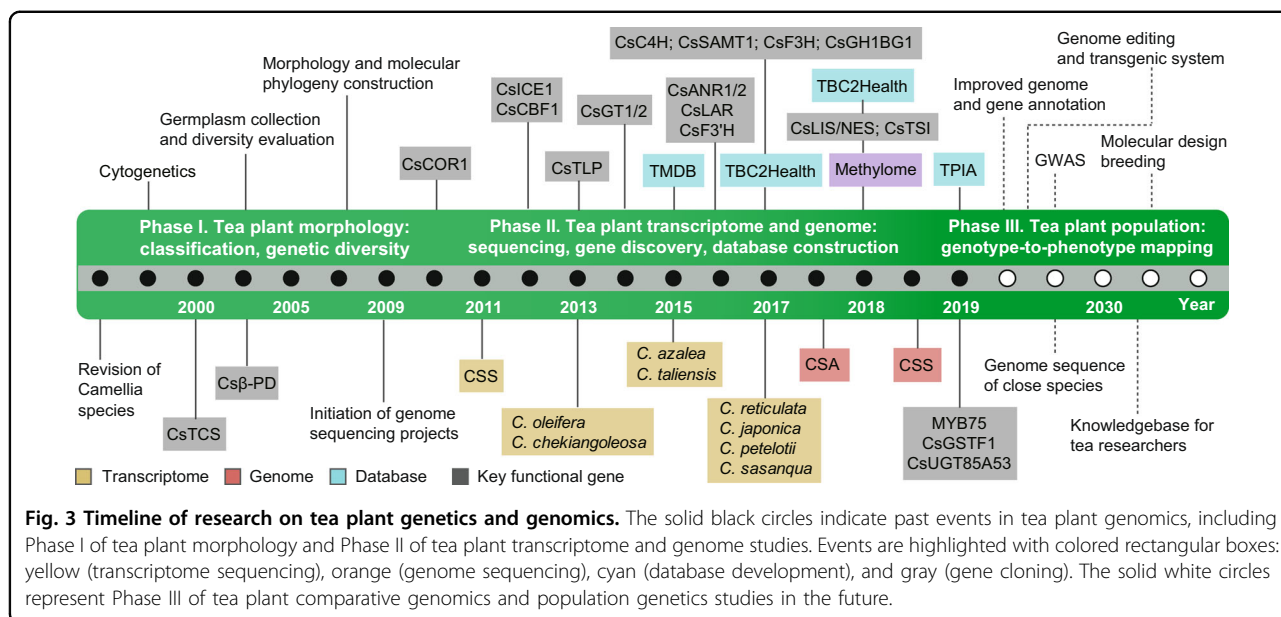 CsC4H; CsSAMT1; CsF3H; CsGH1BG1
Genome editing
and transgenic system
Morphology and molecular
phylogeny construction
CsICE1
CsCBF1
CsGT1/2
CsANR1/2
CsLAR
CsF3'H
TBC2Health
Improved genome
and gene annotation
Germplasm collection
and diversity evaluation
CsLIS/NES; CsTSI
Molecular design
breeding
Cytogenetics
CsCOR1
CsTLP
TMDB
TBC2Health
Methylome
TPIA
GWAS
Phase I. Tea plant morphology:
classification, genetic diversity
Phase II. Tea plant transcriptome and genome:
sequencing, gene discovery, database construction
Phase III. Tea plant population:
genotype-to-phenotype mapping
2000 2005 2009 2011 2013 2015 2017 2018 2019 2030 Year
Revision of
Camellia
species
CsTCS
Csβ-PD
Initiation of genome
sequencing projects
CSS
C. oleifera
C. chekiangoleosa
C. azalea
C. taliensis
C. reticulata
C. japonica
C. petelotii
C. sasanqua
CSA
CSS
MYB75
CsGSTF1
CsUGT85A53
Genome sequence
of close species
Knowledgebase for
tea researchers
Transcriptome Genome Database Key functional gene
Fig. 3 Timeline of research on tea plant genetics and genomics. The solid black circles indicate past events in tea plant genomics, including
Phase I of tea plant morphology and Phase II of tea plant transcriptome and genome studies. Events are highlighted with colored rectangular boxes:
yellow (transcriptome sequencing), orange (genome sequencing), cyan (database development), and gray (gene cloning). The solid white circles
represent Phase III of tea plant comparative genomics and population genetics studies in the future.